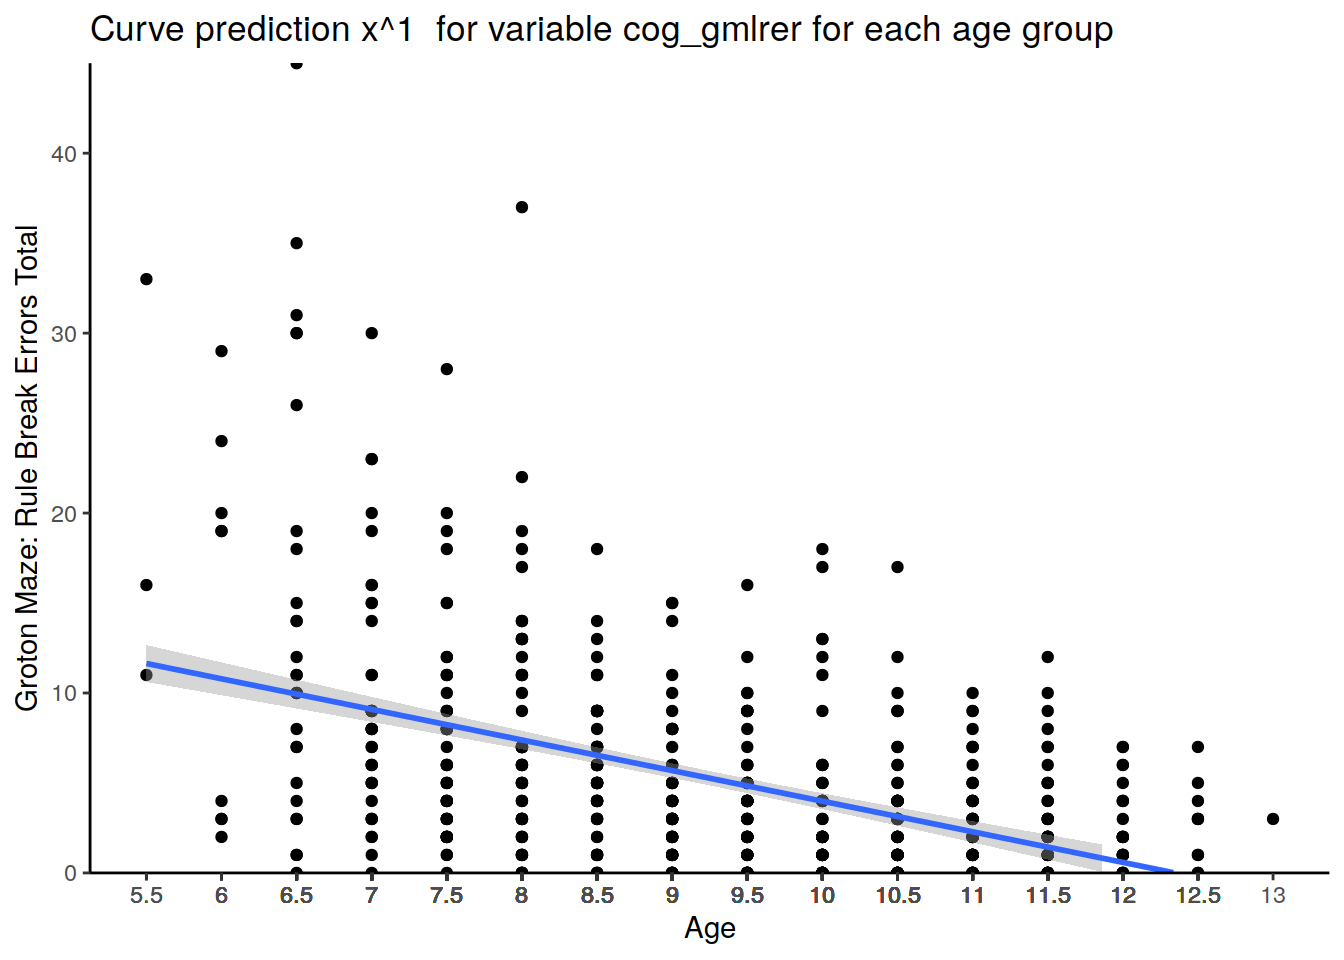 Curve prediction x^1  for variable cog_gmlrer for each age group
Groton Maze: Rule Break Errors Total
40
30
20
10
0
5.5 6 6.5 7 7.5 8 8.5 9 9.5 10 10.5 11 11.5 12 12.5 13
Age